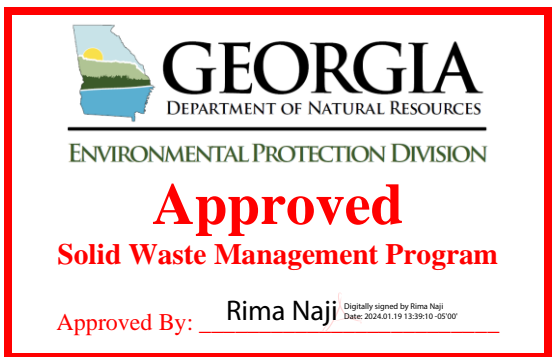 GEORGIA
DEPARTMENT OF NATURAL RESOURCES
ENVIRONMENTAL PROTECTION DIVISION
Approved
Solid Waste Management Program
Approved By: Rima Naji
Digitally signed by Rima Naji
Date: 2024.01.19 13:39:10 -05'00'